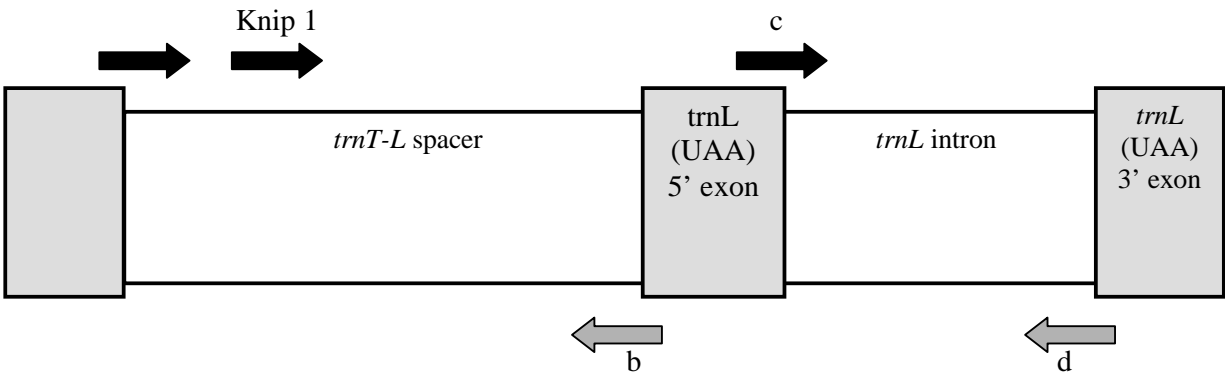 Knip 1
c
trnT-L spacer
trnL
(UAA)
5’ exon
trnL intron
trnL
(UAA)
3’ exon
b
d